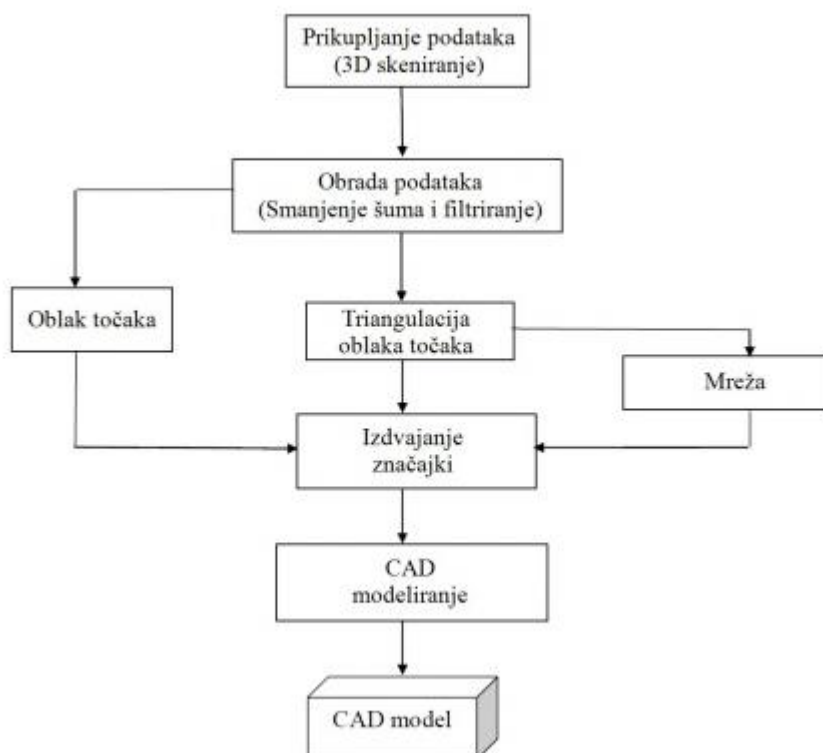 Prikupljanje podataka
(3D skeniranje)
Obrada podataka
(Smanjenje šuma i filtriranje)
Oblak točaka
Triangulacija
oblaka točaka
Mreža
Izdvajanje
značajki
CAD
modeliranje
CAD model